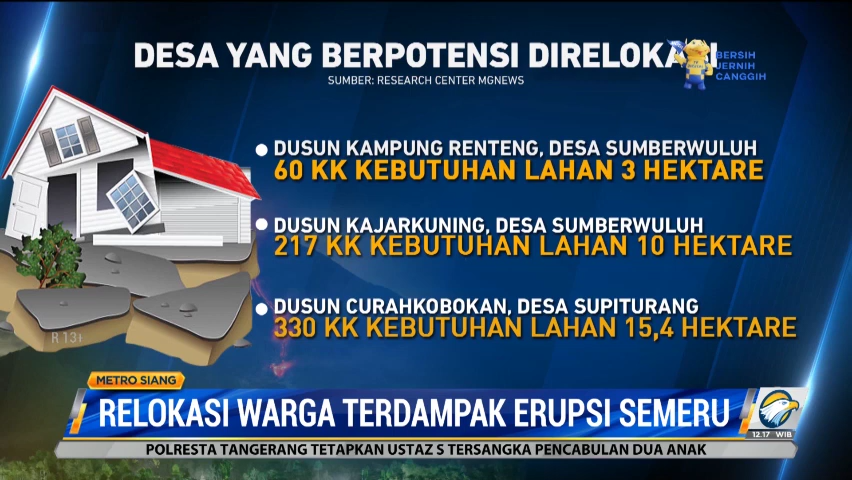 DESA YANG BERPOTENSI DIRELOKASI
SUMBER: RESEARCH CENTER MGNEWS
BERSIH
JERNIH
CANGGIH
DUSUN KAMPUNG RENTENG, DESA SUMBERWULUH
60 KK KEBUTUHAN LAHAN 3 HEKTARE
DUSUN KAJARKUNING, DESA SUMBERWULUH
217 KK KEBUTUHAN LAHAN 10 HEKTARE
DUSUN CURAHKOBOKAN, DESA SUPITURANG
330 KK KEBUTUHAN LAHAN 15,4 HEKTARE
R 13+
METRO SIANG
RELOKASI WARGA TERDAMPAK ERUPSI SEMERU
12.17 WIB
POLRESTA TANGERANG TETAPKAN USTAZ S TERSANGKA PENCABULAN DUA ANAK